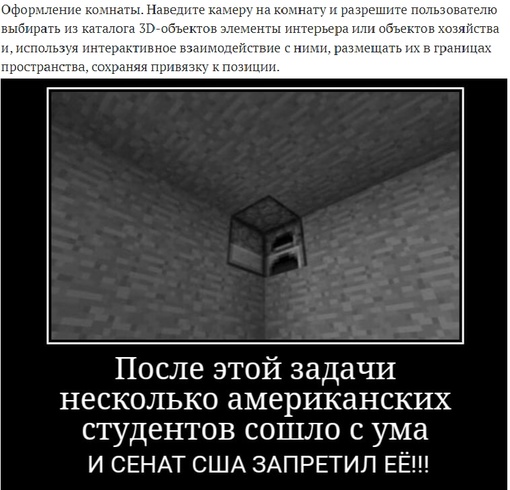 Оформление комнаты. Наведите камеру на комнату и разрешите пользователю
выбирать из каталога 3D-объектов элементы интерьера или объектов хозяйства
и, используя интерактивное взаимодействие с ними, размещать их в границах
пространства, сохраняя привязку к позиции.
После этой задачи
несколько американских
студентов сошло с ума
И СЕНАТ США ЗАПРЕТИЛ ЕЁ!!!